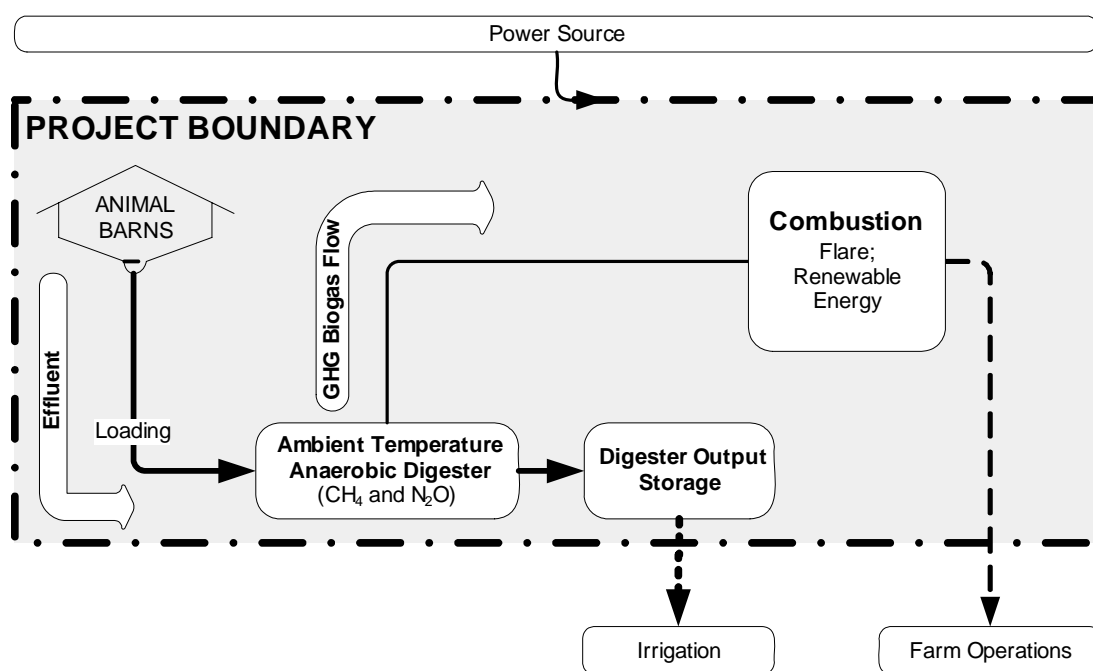 Power Source
PROJECT BOUNDARY
ANIMAL
BARNS
Effluent
Loading
GHG Biogas Flow
Combustion
Flare;
Renewable
Energy
Ambient Temperature
Anaerobic Digester
(CH₄ and N₂O)
Digester Output
Storage
Irrigation
Farm Operations